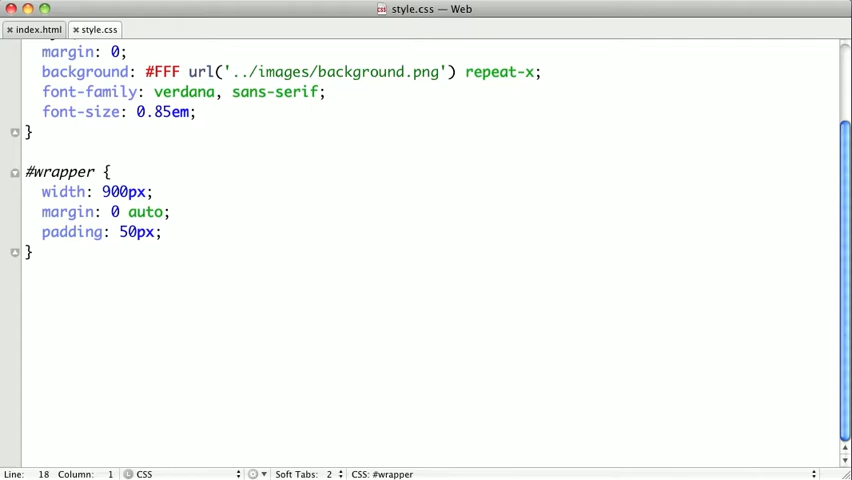 style.css — Web
index.html
style.css
margin: 0;
background: #FFF url('../images/background.png') repeat-x;
font-family: verdana, sans-serif;
font-size: 0.85em;
}
#wrapper {
width: 900px;
margin: 0 auto;
padding: 50px;
}
Line: 18 Column: 1 L CSS Soft Tabs: 2 CSS: #wrapper